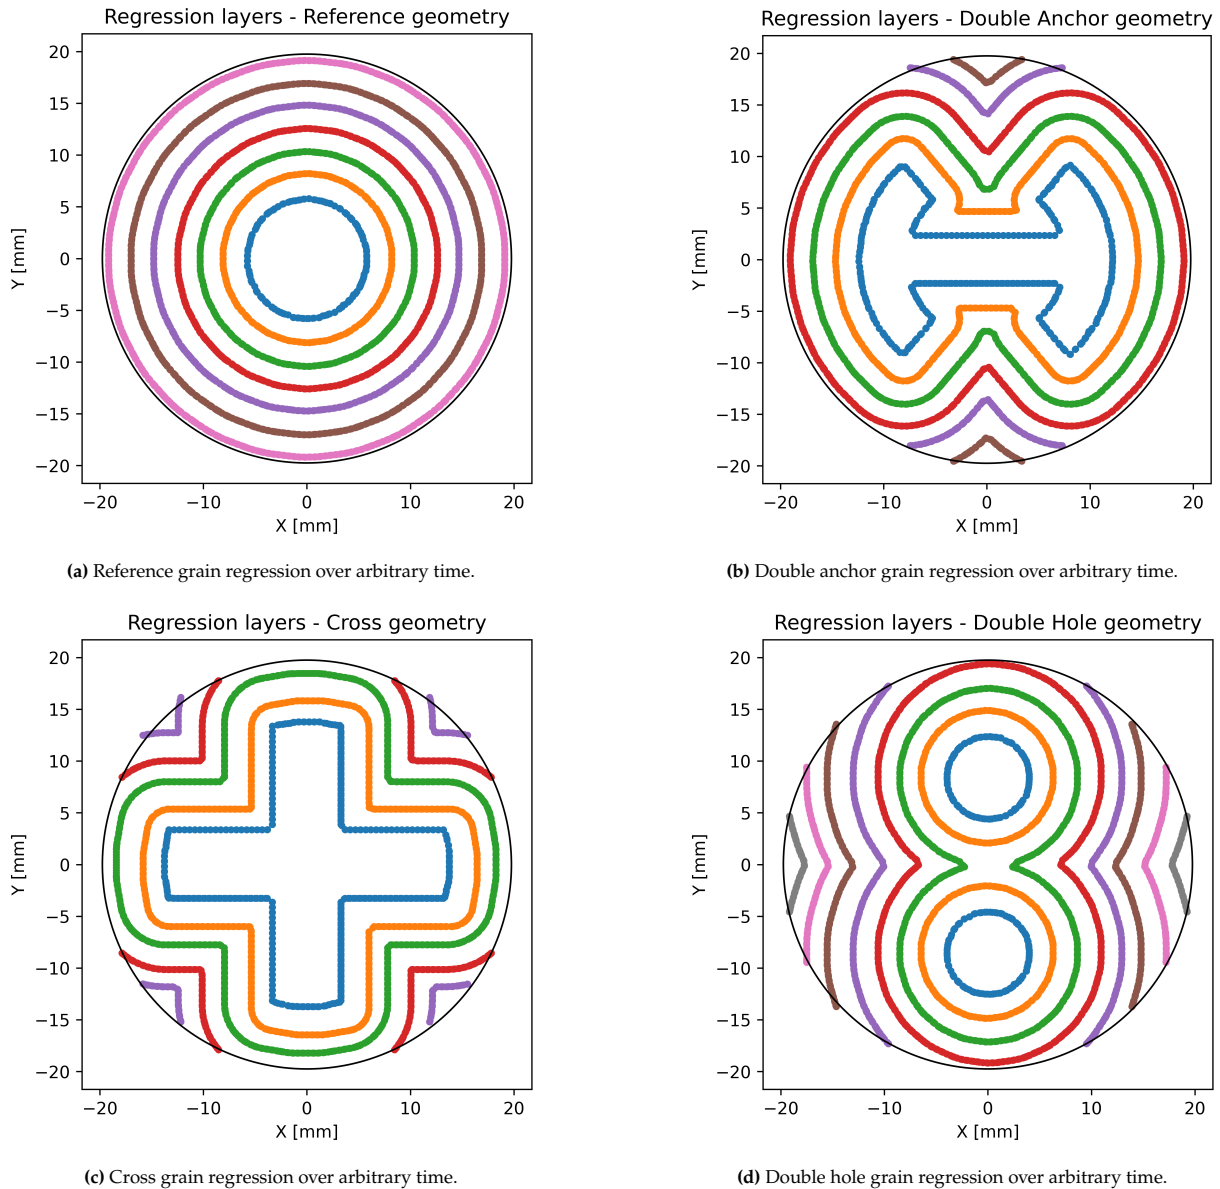 Regression layers - Reference geometry
20
15
10
5
0
−5
−10
−15
−20
Y [mm]
−20 −10 0 10 20
X [mm]
(a) Reference grain regression over arbitrary time.
Regression layers - Double Anchor geometry
20
15
10
5
0
−5
−10
−15
−20
Y [mm]
−20 −10 0 10 20
X [mm]
(b) Double anchor grain regression over arbitrary time.
Regression layers - Cross geometry
20
15
10
5
0
−5
−10
−15
−20
Y [mm]
−20 −10 0 10 20
X [mm]
(c) Cross grain regression over arbitrary time.
Regression layers - Double Hole geometry
20
15
10
5
0
−5
−10
−15
−20
Y [mm]
−20 −10 0 10 20
X [mm]
(d) Double hole grain regression over arbitrary time.